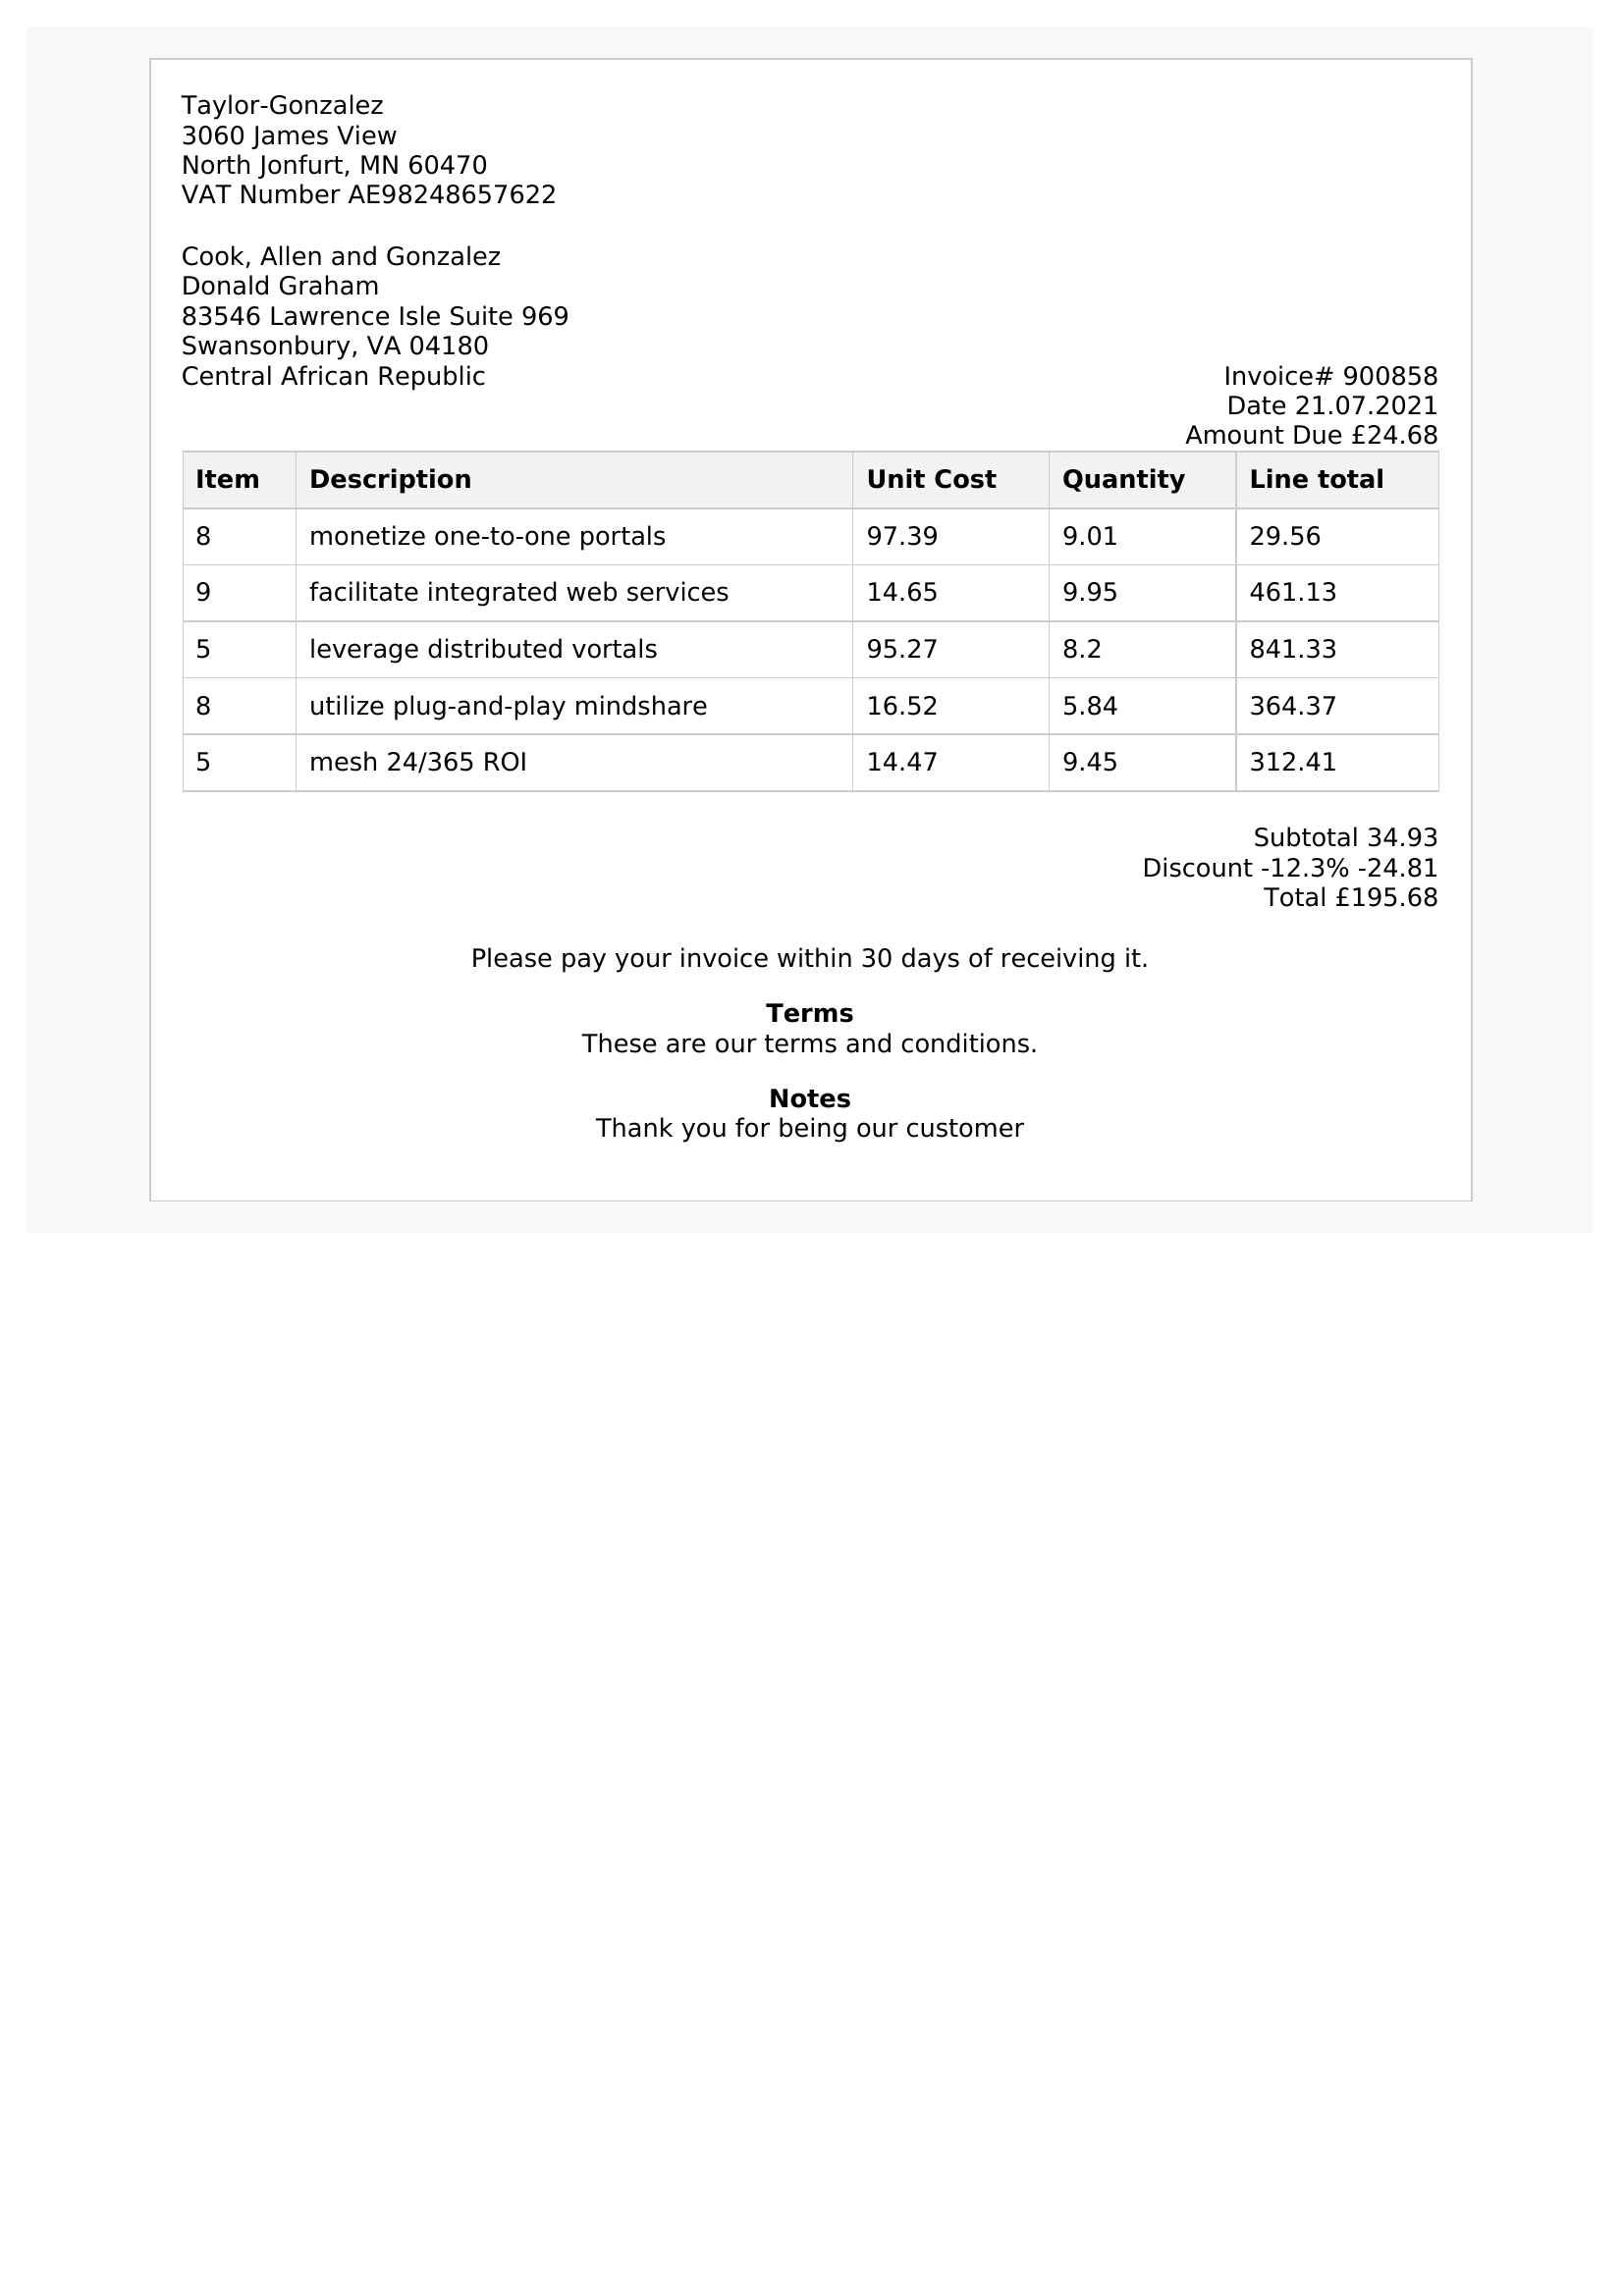 Taylor-Gonzalez
3060 James View
North Jonfurt, MN 60470
VAT Number AE98248657622
Cook, Allen and Gonzalez
Donald Graham
83546 Lawrence Isle Suite 969
Swansonbury, VA 04180
Central African Republic
Invoice# 900858
Date 21.07.2021
Amount Due £24.68
Item Description Unit Cost Quantity Line total
8 monetize one-to-one portals 97.39 9.01 29.56
9 facilitate integrated web services 14.65 9.95 461.13
5 leverage distributed vortals 95.27 8.2 841.33
8 utilize plug-and-play mindshare 16.52 5.84 364.37
5 mesh 24/365 ROI 14.47 9.45 312.41
Subtotal 34.93
Discount -12.3% -24.81
Total £195.68
Please pay your invoice within 30 days of receiving it.
Terms
These are our terms and conditions.
Notes
Thank you for being our customer